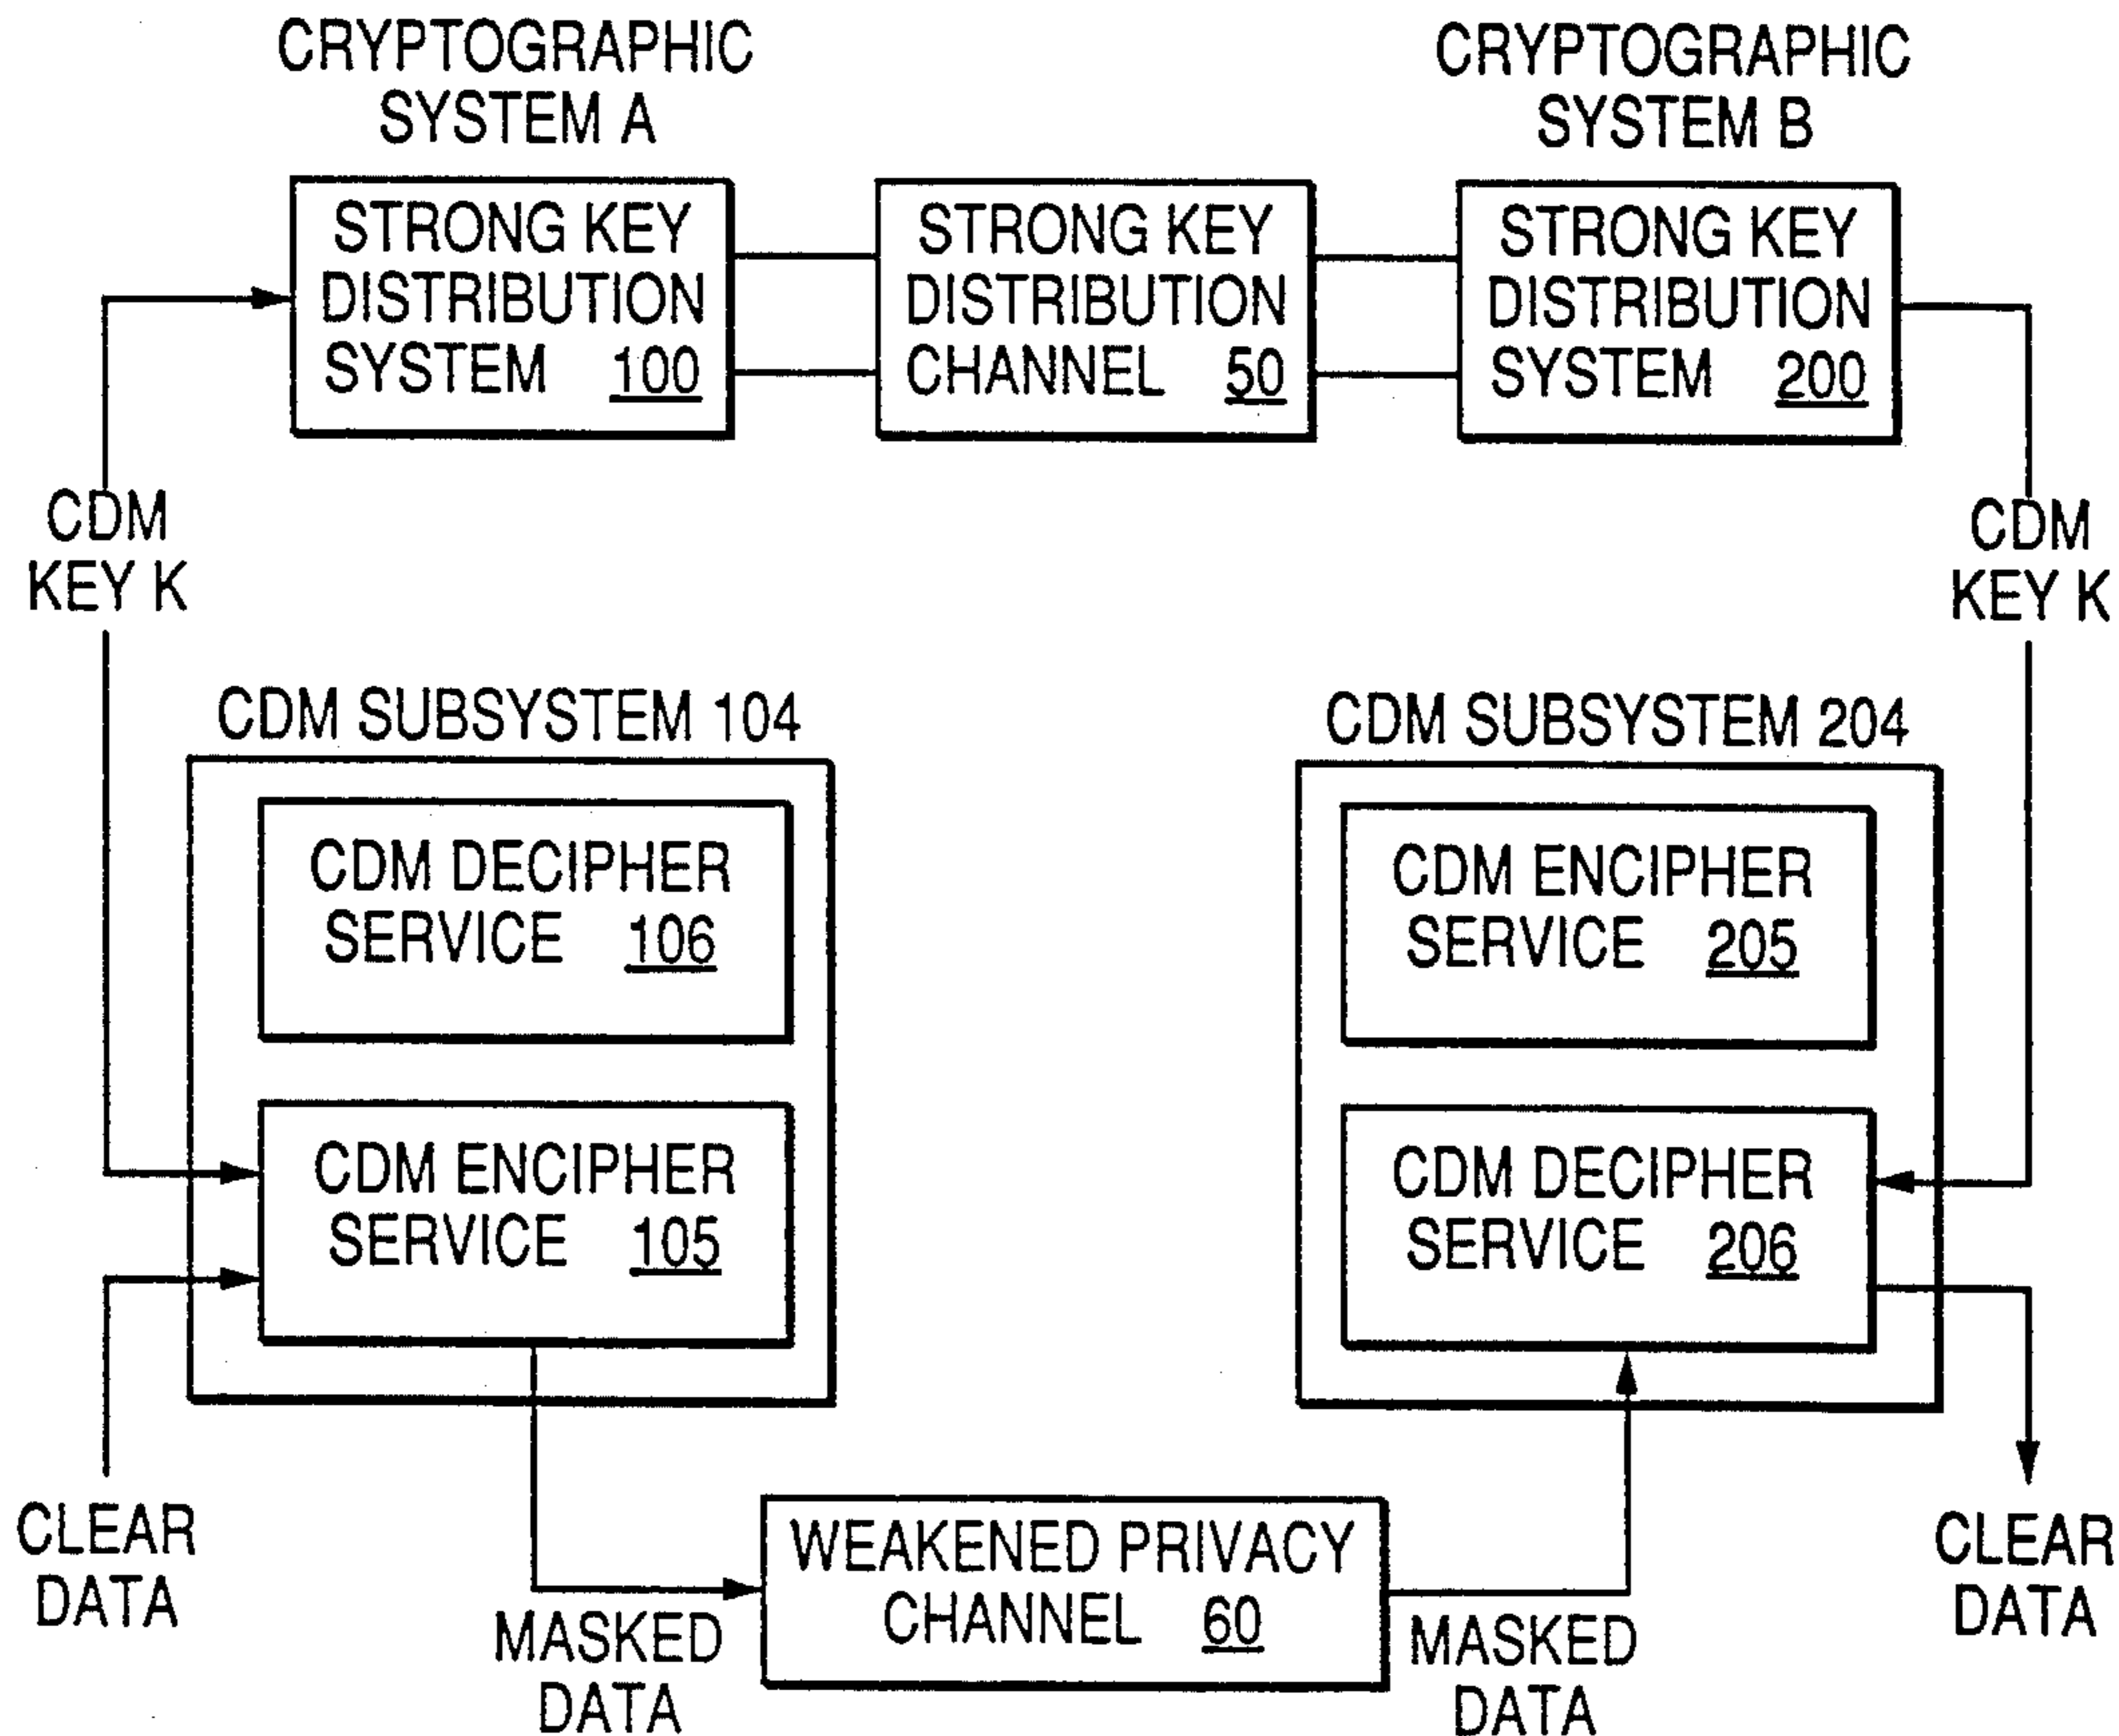 CRYPTOGRAPHIC
SYSTEM A
CRYPTOGRAPHIC
SYSTEM B
STRONG KEY
DISTRIBUTION
SYSTEM 100
STRONG KEY
DISTRIBUTION
CHANNEL 50
STRONG KEY
DISTRIBUTION
SYSTEM 200
CDM
KEY K
CDM
KEY K
CDM SUBSYSTEM 104
CDM DECIPHER
SERVICE 106
CDM ENCIPHER
SERVICE 105
CDM SUBSYSTEM 204
CDM ENCIPHER
SERVICE 205
CDM DECIPHER
SERVICE 206
CLEAR
DATA
MASKED
DATA
WEAKENED PRIVACY
CHANNEL 60
MASKED
DATA
CLEAR
DATA